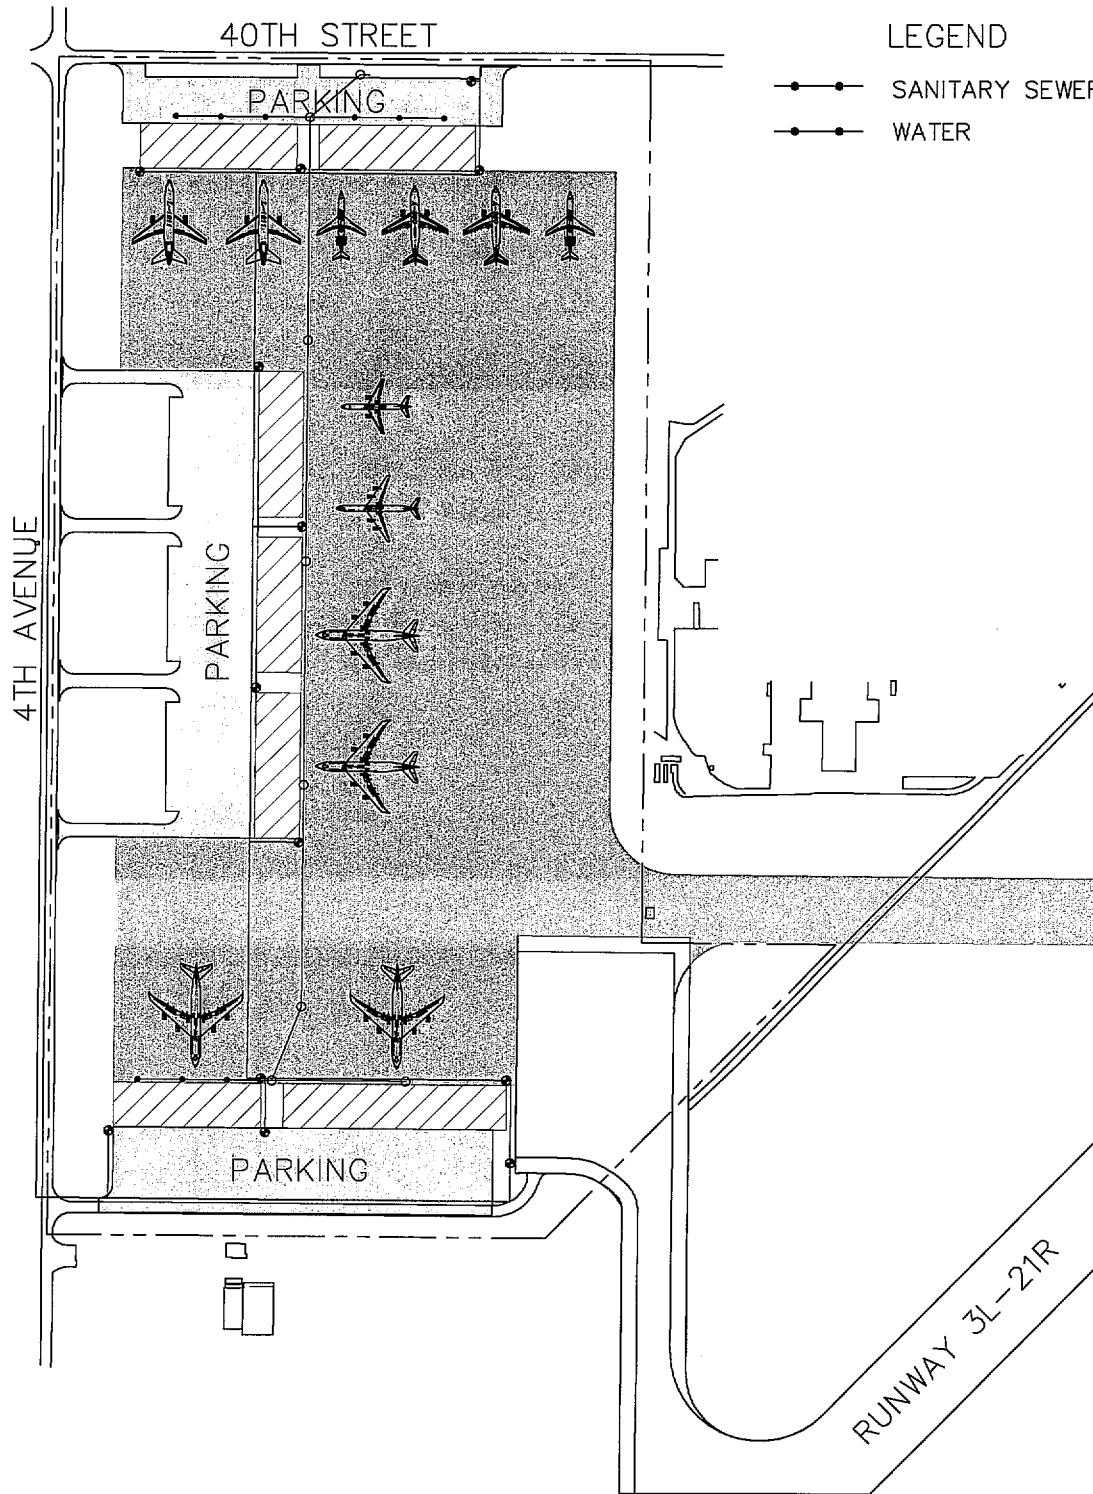 40TH STREET
LEGEND
SANITARY SEWER
WATER
PARKING
4TH AVENUE
PARKING
PARKING
RUNWAY 3L-21R